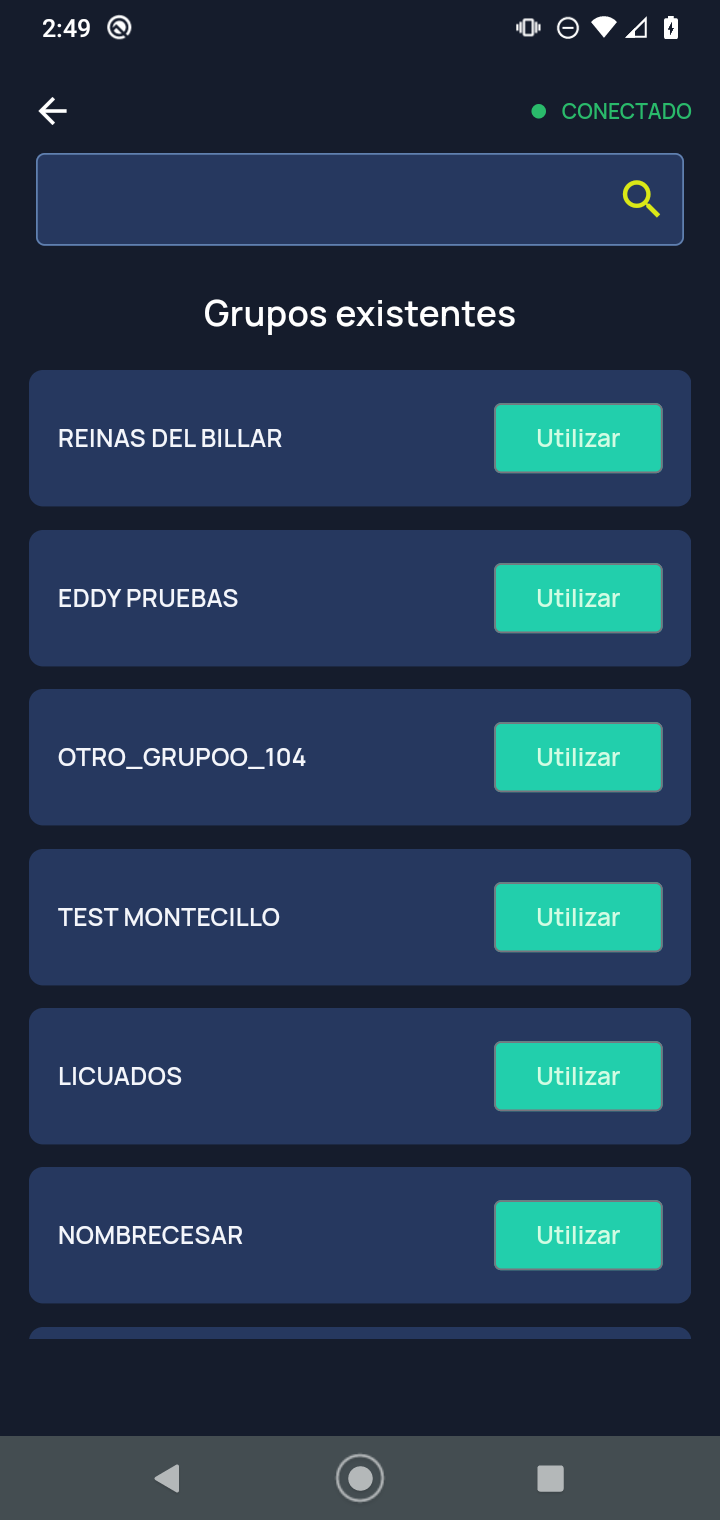 2:49
CONECTADO
Grupos existentes
REINAS DEL BILLAR
Utilizar
EDDY PRUEBAS
Utilizar
OTRO_GRUPOO_104
Utilizar
TEST MONTECILLO
Utilizar
LICUADOS
Utilizar
NOMBRECESAR
Utilizar